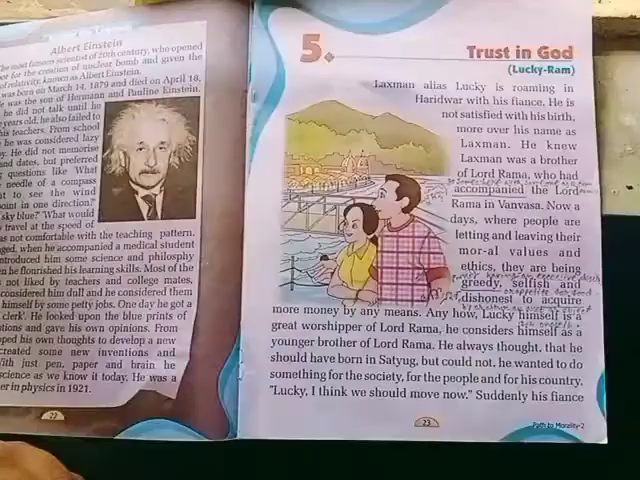 Albert Einstein
The most famous scientist of 20th century, who opened
for the creation of nuclear bomb and given the
of relativity, known as Albert Einstein.
was born on March 14, 1879 and died on April 18,
was the son of Hermann and Pauline Einstein.
he did not talk until he
years old, he also failed to
his teachers. From school
he was considered lazy
He did not memorise
and dates, but preferred
questions like What
needle of a compass
to see the wind
point in one direction?'
sky blue?' 'What would
travel at the speed of
was not comfortable with the teaching pattern.
when he accompanied a medical student
introduced him some science and philosphy
he flourished his learning skills. Most of the
not liked by teachers and college mates,
considered him dull and he considered them
himself by some petty jobs. One day he got a
clerk'. He looked upon the blue prints of
and gave his own opinions. From
his own thoughts to develop a new
created some new inventions and
just pen, paper and brain he
science as we know it today. He was a
in physics in 1921.
22
5.
Trust in God
(Lucky-Ram)
Laxman alias Lucky is roaming in
Haridwar with his fiance. He is
not satisfied with his birth,
more over his name as
Laxman. He knew
Laxman was a brother
of Lord Rama, who had
accompanied the Lord
Rama in Vanvasa. Now a
days, where people are
letting and leaving their
mor-al values and
ethics, they are being
greedy, selfish and
dishonest to acquire
more money by any means. Any how, Lucky himself is a
great worshipper of Lord Rama, he considers himself as a
younger brother of Lord Rama. He always thought, that he
should have born in Satyug, but could not, he wanted to do
something for the society, for the people and for his country.
"Lucky, I think we should move now." Suddenly his fiance
23
Path to Morality-2